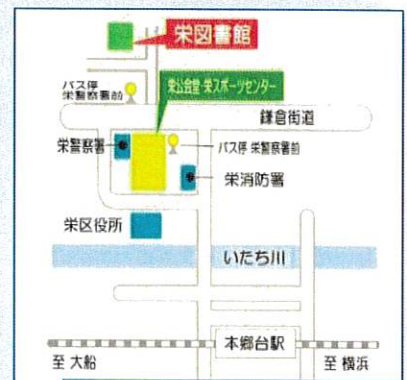 栄図書館
バス停
栄警察署前
栄公会堂・栄スポーツセンター
鎌倉街道
栄警察署
バス停 栄警察署前
栄消防署
栄区役所
いたち川
本郷台駅
至 大船
至 横浜